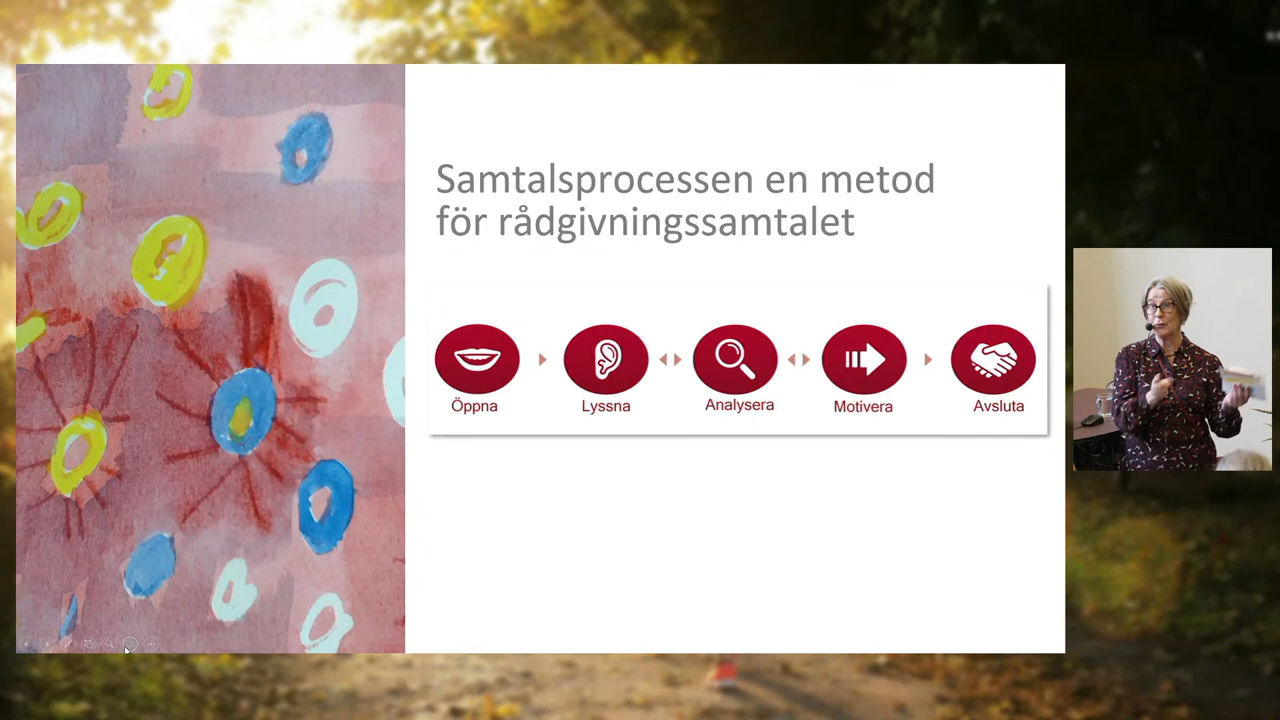 Samtalsprocessen en metod
för rådgivningssamtalet
Öppna
Lyssna
Analysera
Motivera
Avsluta